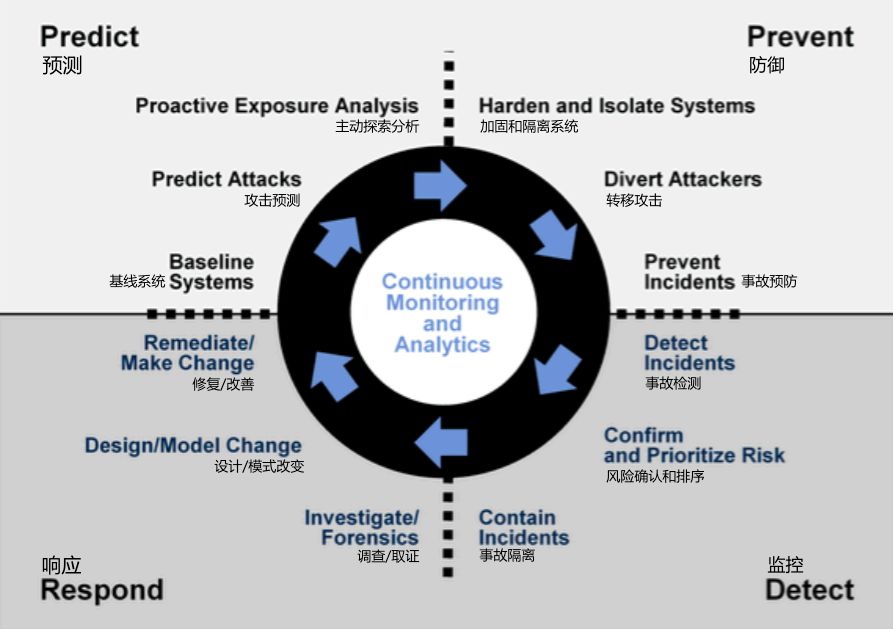 Predict
预测
Prevent
防御
Proactive Exposure Analysis
主动探索分析
Harden and Isolate Systems
加固和隔离系统
Predict Attacks
攻击预测
Divert Attackers
转移攻击
Baseline
基线系统 Systems
Prevent
Incidents 事故预防
Continuous
Monitoring
and
Analytics
Remediate/
Make Change
修复/改善
Detect
Incidents
事故检测
Design/Model Change
设计/模式改变
Confirm
and Prioritize Risk
风险确认和排序
Investigate/
Forensics
调查/取证
Contain
Incidents
事故隔离
响应
Respond
监控
Detect